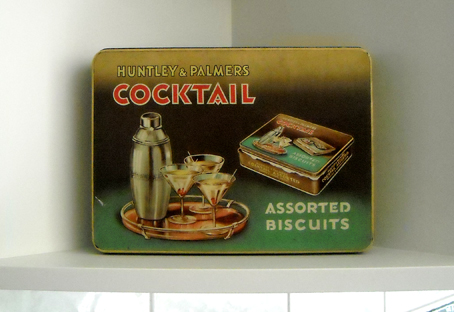 HUNTLEY & PALMERS
COCKTAIL
ASSORTED
BISCUITS